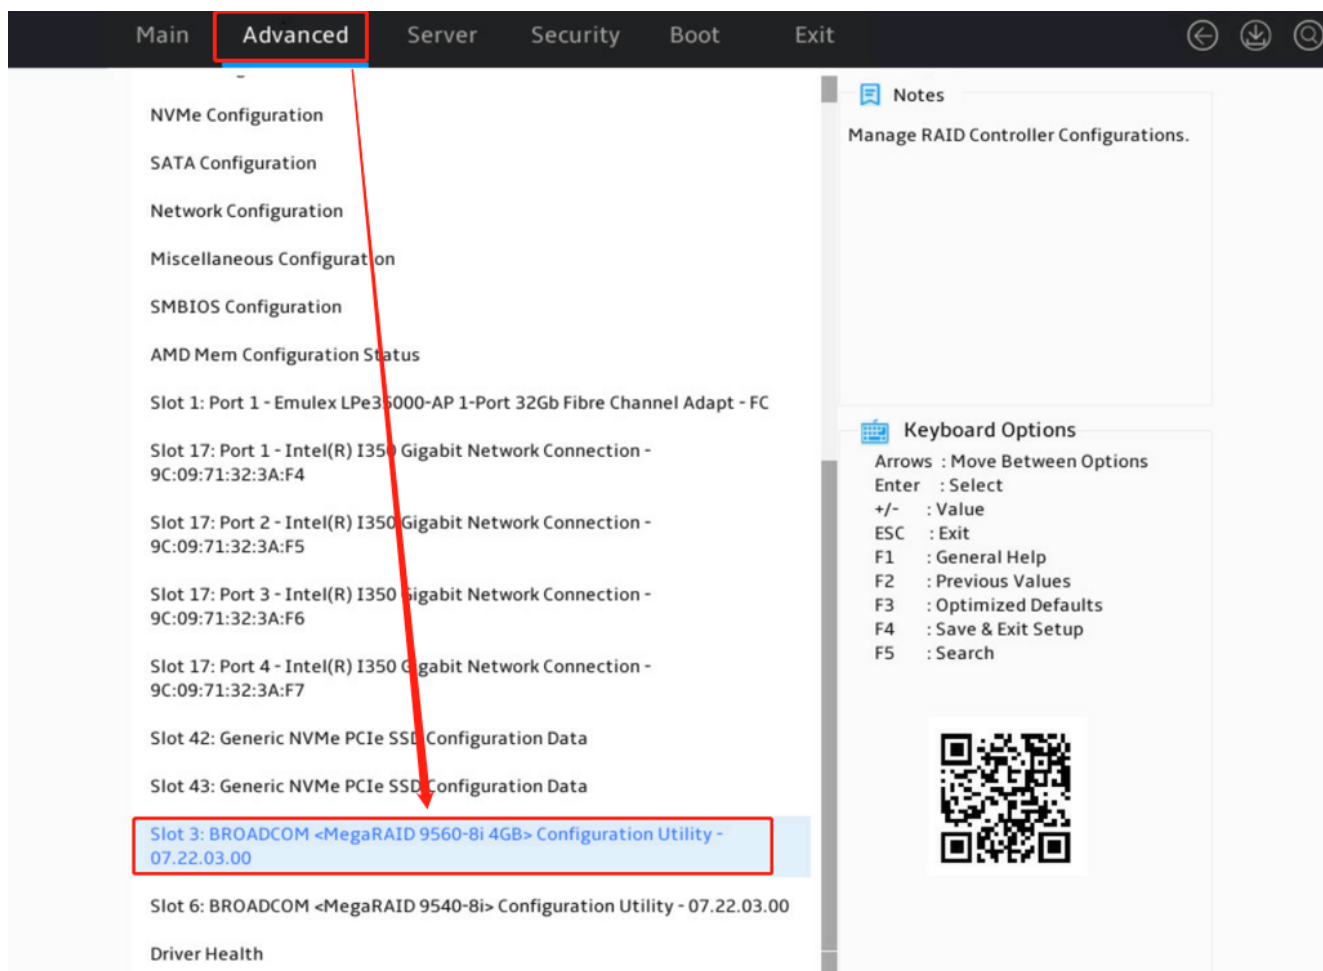 Main Advanced Server Security Boot Exit
NVMe Configuration
SATA Configuration
Network Configuration
Miscellaneous Configuration
SMBIOS Configuration
AMD Mem Configuration Status
Slot 1: Port 1 - Emulex LPe35000-AP 1-Port 32Gb Fibre Channel Adapt - FC
Slot 17: Port 1 - Intel(R) I350 Gigabit Network Connection -
9C:09:71:32:3A:F4
Slot 17: Port 2 - Intel(R) I350 Gigabit Network Connection -
9C:09:71:32:3A:F5
Slot 17: Port 3 - Intel(R) I350 Gigabit Network Connection -
9C:09:71:32:3A:F6
Slot 17: Port 4 - Intel(R) I350 Gigabit Network Connection -
9C:09:71:32:3A:F7
Slot 42: Generic NVMe PCIe SSD Configuration Data
Slot 43: Generic NVMe PCIe SSD Configuration Data
Slot 3: BROADCOM <MegaRAID 9560-8i 4GB> Configuration Utility -
07.22.03.00
Slot 6: BROADCOM <MegaRAID 9540-8i> Configuration Utility - 07.22.03.00
Driver Health
Notes
Manage RAID Controller Configurations.
Keyboard Options
Arrows : Move Between Options
Enter : Select
+/- : Value
ESC : Exit
F1 : General Help
F2 : Previous Values
F3 : Optimized Defaults
F4 : Save & Exit Setup
F5 : Search